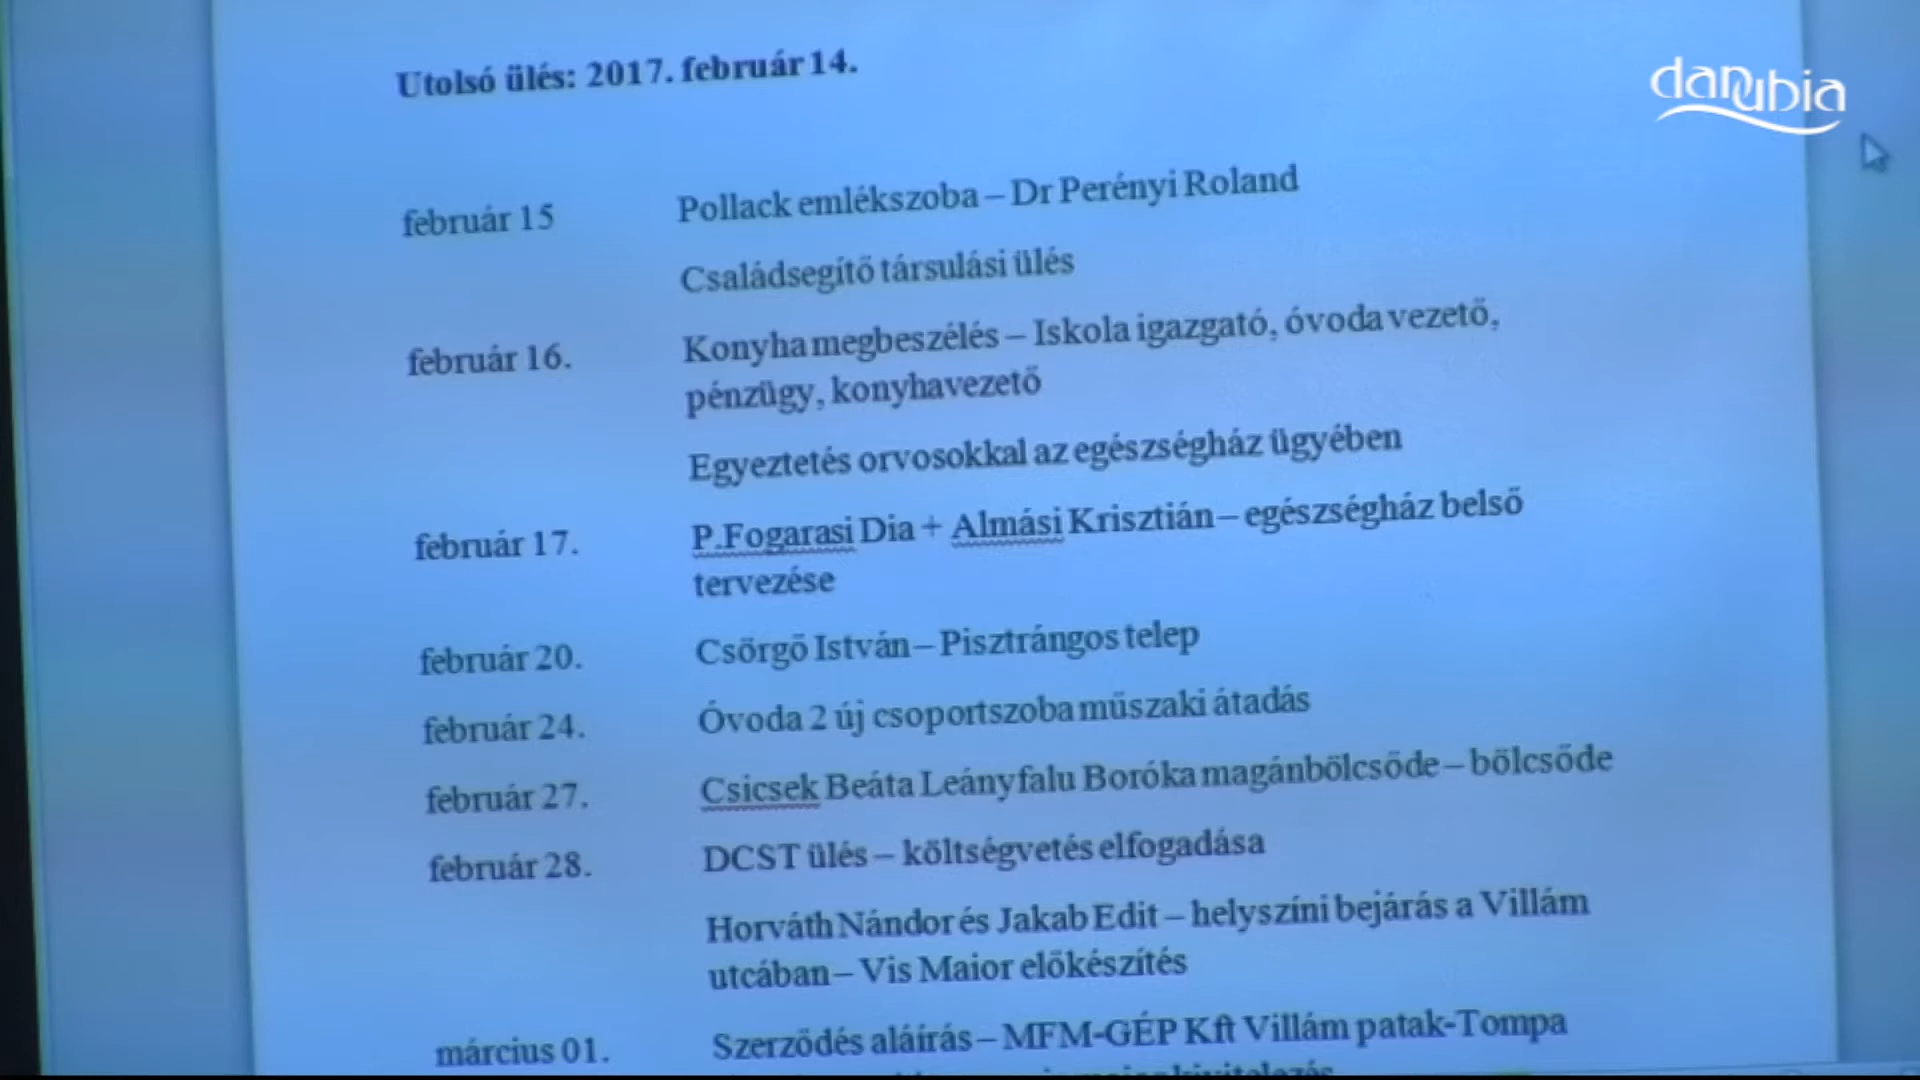 danubia
Utolsó ülés: 2017. február 14.
február 15 Pollack emlékszoba – Dr Perényi Roland
Családsegítő társulási ülés
február 16. Konyha megbeszélés – Iskola igazgató, óvoda vezető,
pénzügy, konyhavezető
Egyeztetés orvosokkal az egészségház ügyében
február 17. P.Fogarasi Dia + Almási Krisztián – egészségház belső
tervezése
február 20. Csörgő István – Pisztrángos telep
február 24. Óvoda 2 új csoportszoba műszaki átadás
február 27. Csicsek Beáta Leányfalu Boróka magánbölcsőde – bölcsőde
február 28. DCST ülés – költségvetés elfogadása
Horváth Nándor és Jakab Edit – helyszíni bejárás a Villám
utcában – Vis Maior előkészítés
március 01. Szerződés aláírás – MFM-GÉP Kft Villám patak-Tompa